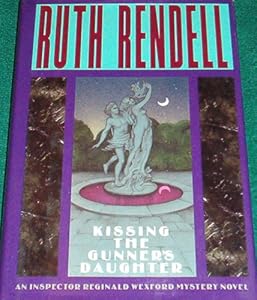 RUTH RENDELL
KISSING
THE
GUNNER'S
DAUGHTER
AN INSPECTOR REGINALD WEXFORD MYSTERY NOVEL